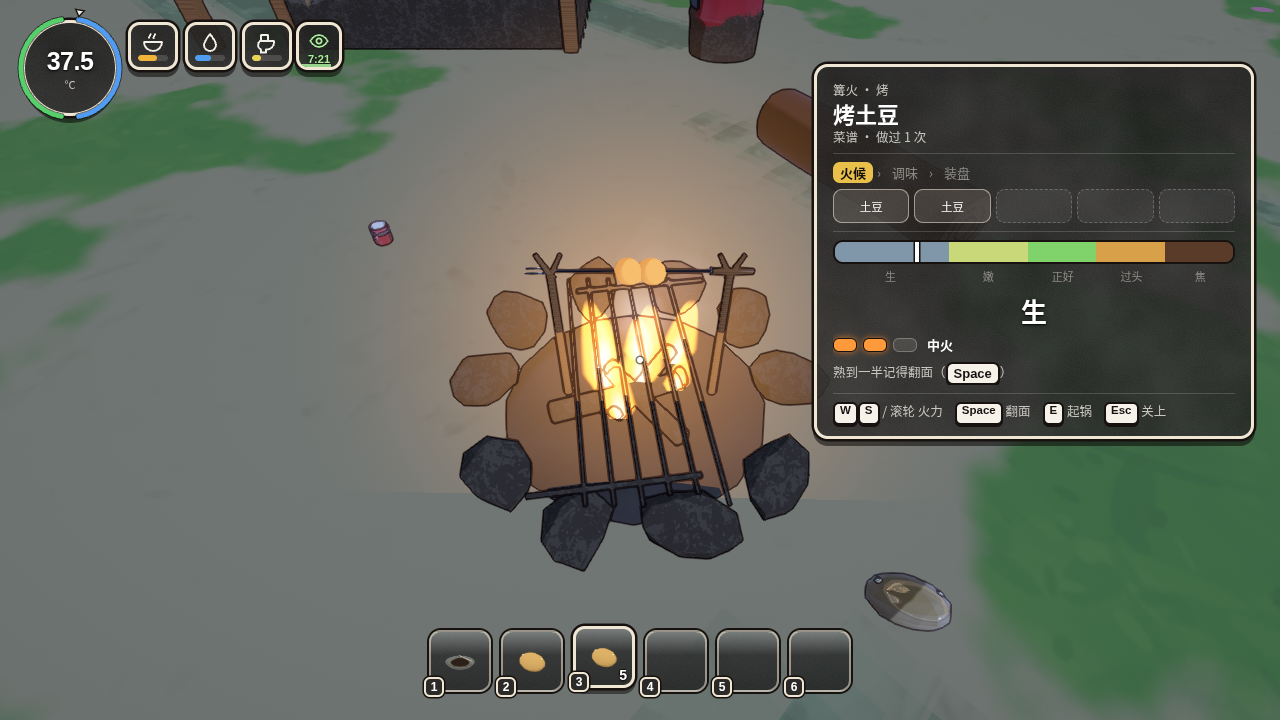 37.5
°C
7:21
篝火 • 烤
烤土豆
菜谱 • 做过 1 次
火候 › 调味 › 装盘
土豆 土豆
生 嫩 正好 过头 焦
生
中火
熟到一半记得翻面（Space）
W S / 滚轮 火力 Space 翻面 E 起锅 Esc 关上
5
1 2 3 4 5 6